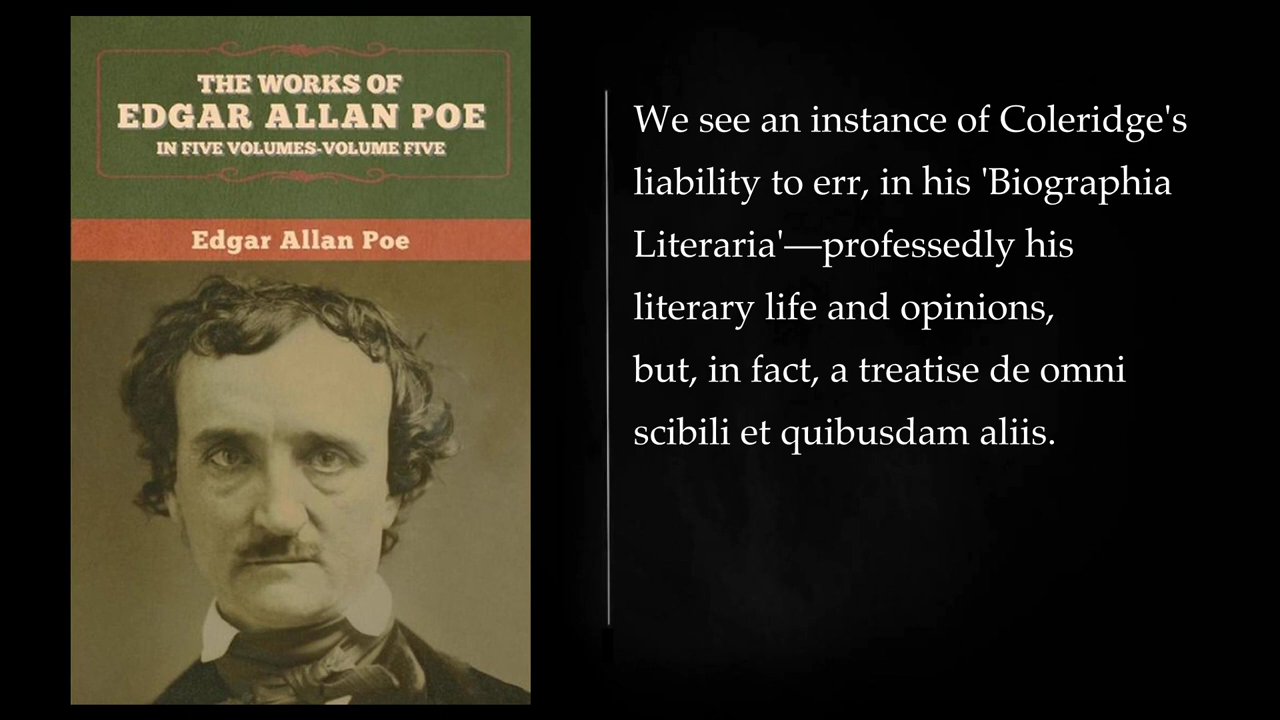 THE WORKS OF
EDGAR ALLAN POE
IN FIVE VOLUMES-VOLUME FIVE
Edgar Allan Poe
We see an instance of Coleridge's
liability to err, in his 'Biographia
Literaria'—professedly his
literary life and opinions,
but, in fact, a treatise de omni
scibili et quibusdam aliis.